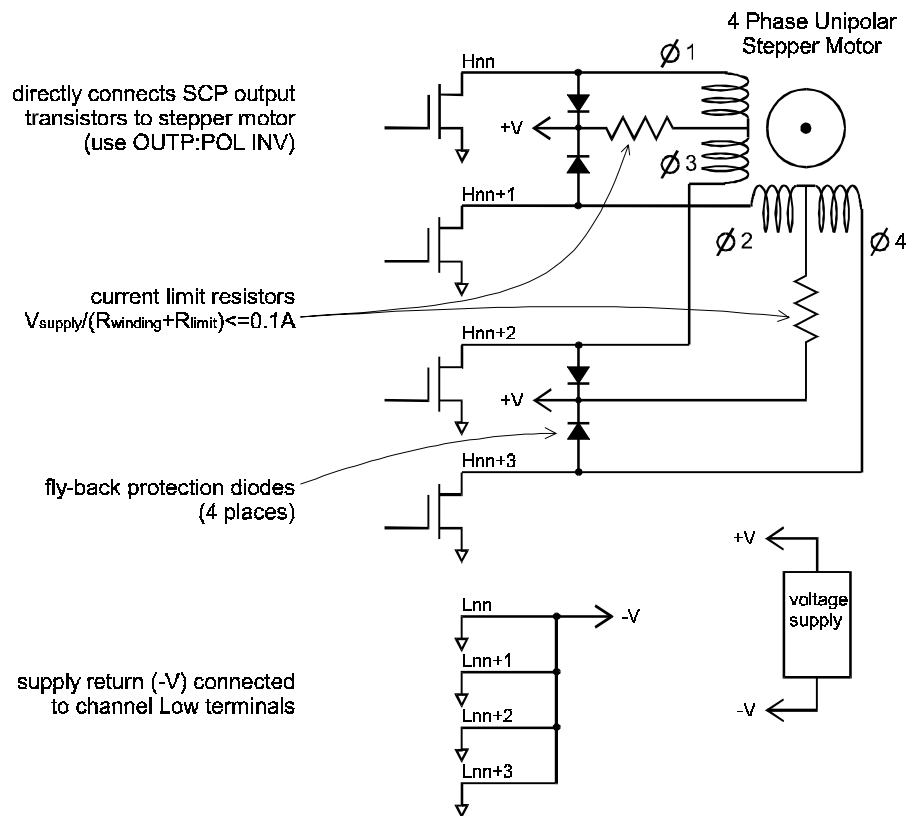 4 Phase Unipolar
Stepper Motor
Hnn
Ø 1
directly connects SCP output
transistors to stepper motor
(use OUTP:POL INV)
+V
Ø 3
Hnn+1
Ø 2
Ø 4
current limit resistors
Vsupply/(Rwinding+Rlimit)<=0.1A
Hnn+2
+V
Hnn+3
fly-back protection diodes
(4 places)
+V
voltage
supply
-V
Lnn
-V
Lnn+1
supply return (-V) connected
to channel Low terminals
Lnn+2
Lnn+3